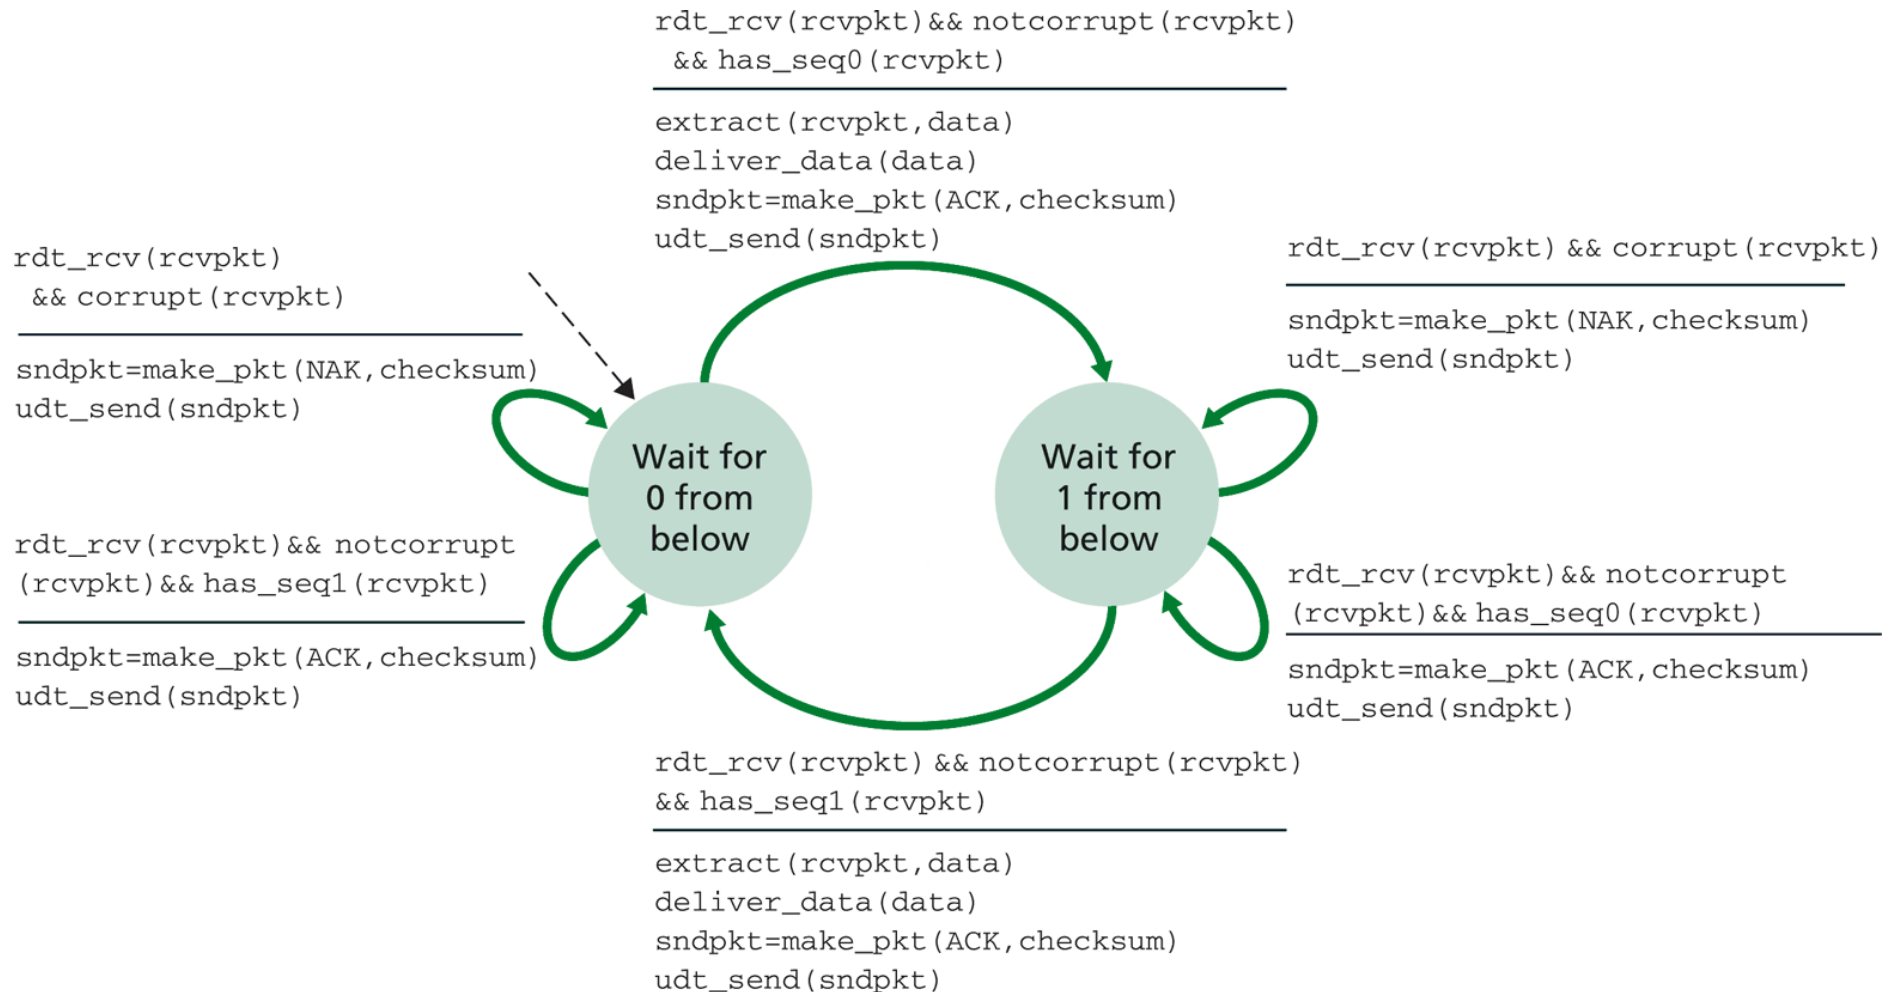 rdt_rcv(rcvpkt)&& notcorrupt(rcvpkt)
&& has_seq0(rcvpkt)
extract(rcvpkt,data)
deliver_data(data)
sndpkt=make_pkt(ACK,checksum)
udt_send(sndpkt)
rdt_rcv(rcvpkt)
&& corrupt(rcvpkt)
sndpkt=make_pkt(NAK,checksum)
udt_send(sndpkt)
rdt_rcv(rcvpkt) && corrupt(rcvpkt)
sndpkt=make_pkt(NAK,checksum)
udt_send(sndpkt)
Wait for
0 from
below
Wait for
1 from
below
rdt_rcv(rcvpkt)&& notcorrupt
(rcvpkt)&& has_seq1(rcvpkt)
sndpkt=make_pkt(ACK,checksum)
udt_send(sndpkt)
rdt_rcv(rcvpkt)&& notcorrupt
(rcvpkt)&& has_seq0(rcvpkt)
sndpkt=make_pkt(ACK,checksum)
udt_send(sndpkt)
rdt_rcv(rcvpkt) && notcorrupt(rcvpkt)
&& has_seq1(rcvpkt)
extract(rcvpkt,data)
deliver_data(data)
sndpkt=make_pkt(ACK,checksum)
udt_send(sndpkt)